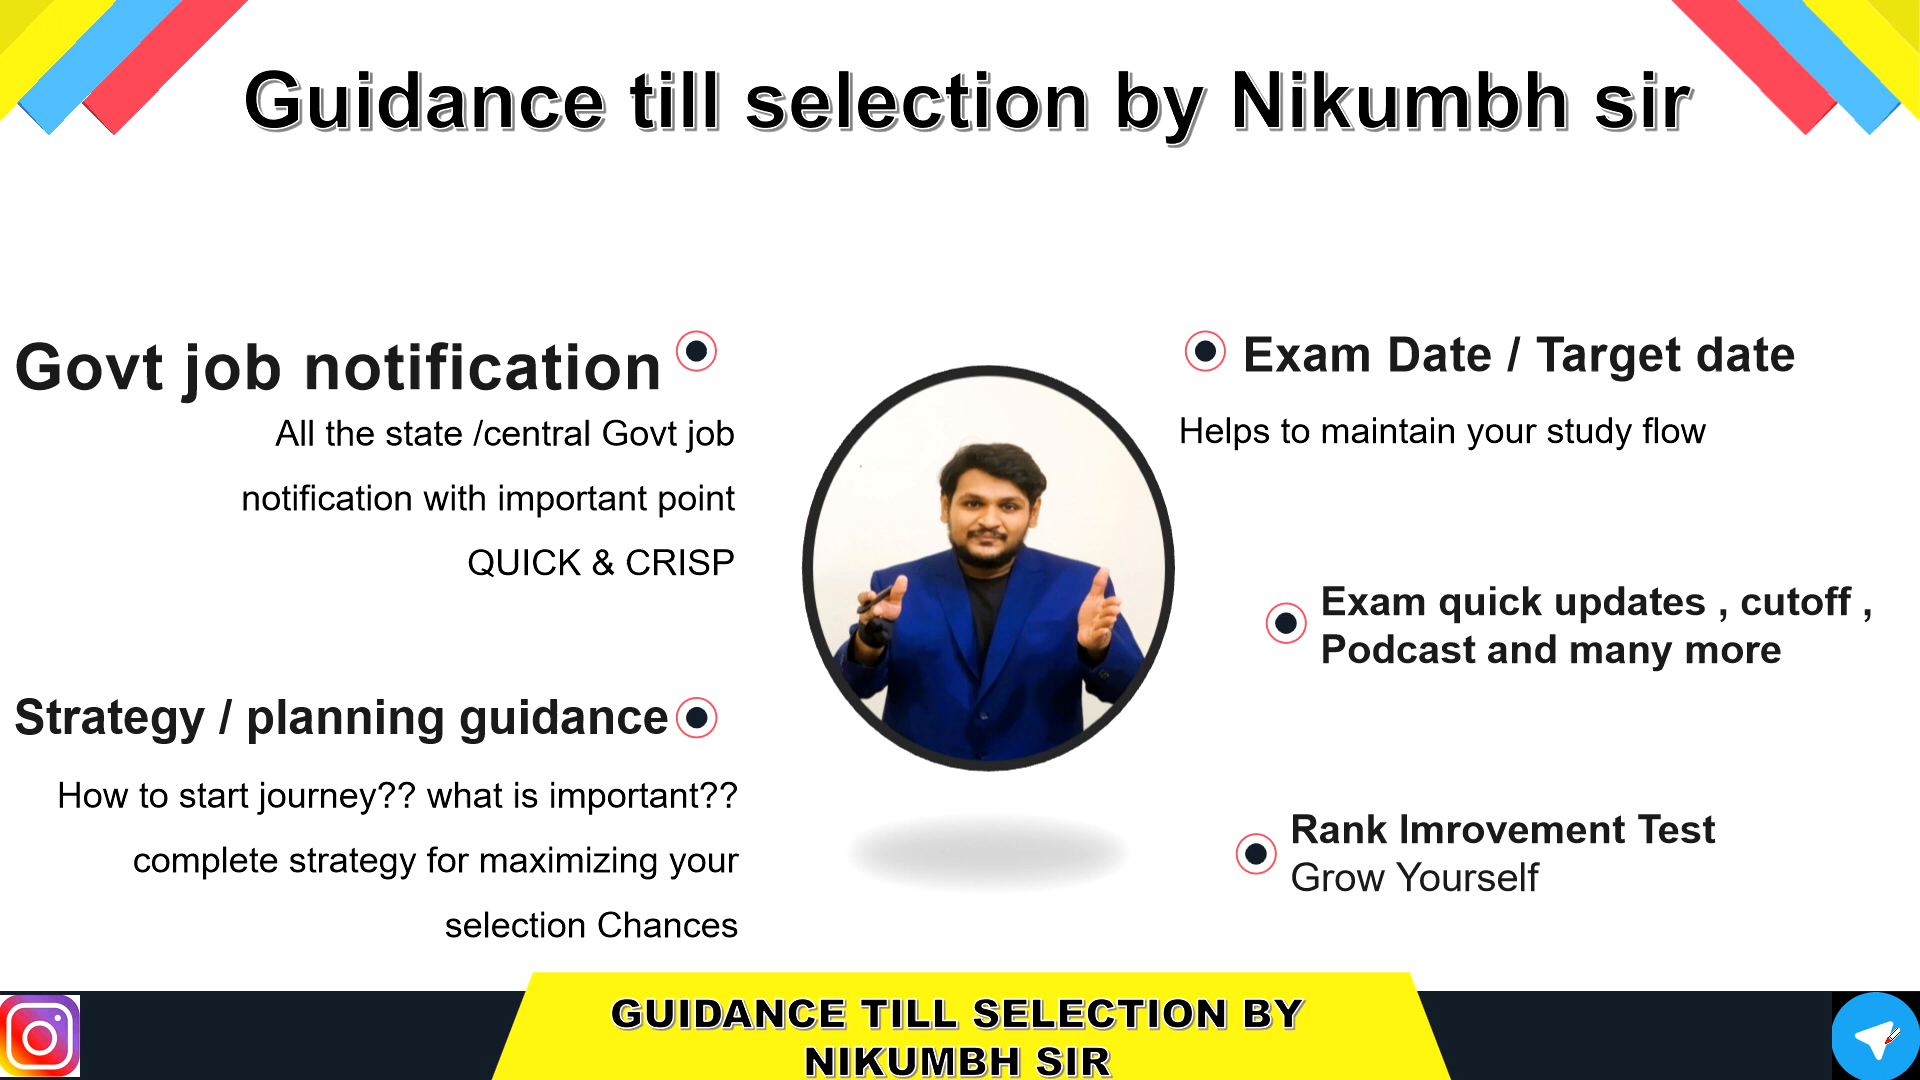 Guidance till selection by Nikumbh sir
Govt job notification
All the state /central Govt job
notification with important point
QUICK & CRISP
Strategy / planning guidance
How to start journey?? what is important??
complete strategy for maximizing your
selection Chances
Exam Date / Target date
Helps to maintain your study flow
Exam quick updates , cutoff ,
Podcast and many more
Rank Imrovement Test
Grow Yourself
GUIDANCE TILL SELECTION BY
NIKUMBH SIR